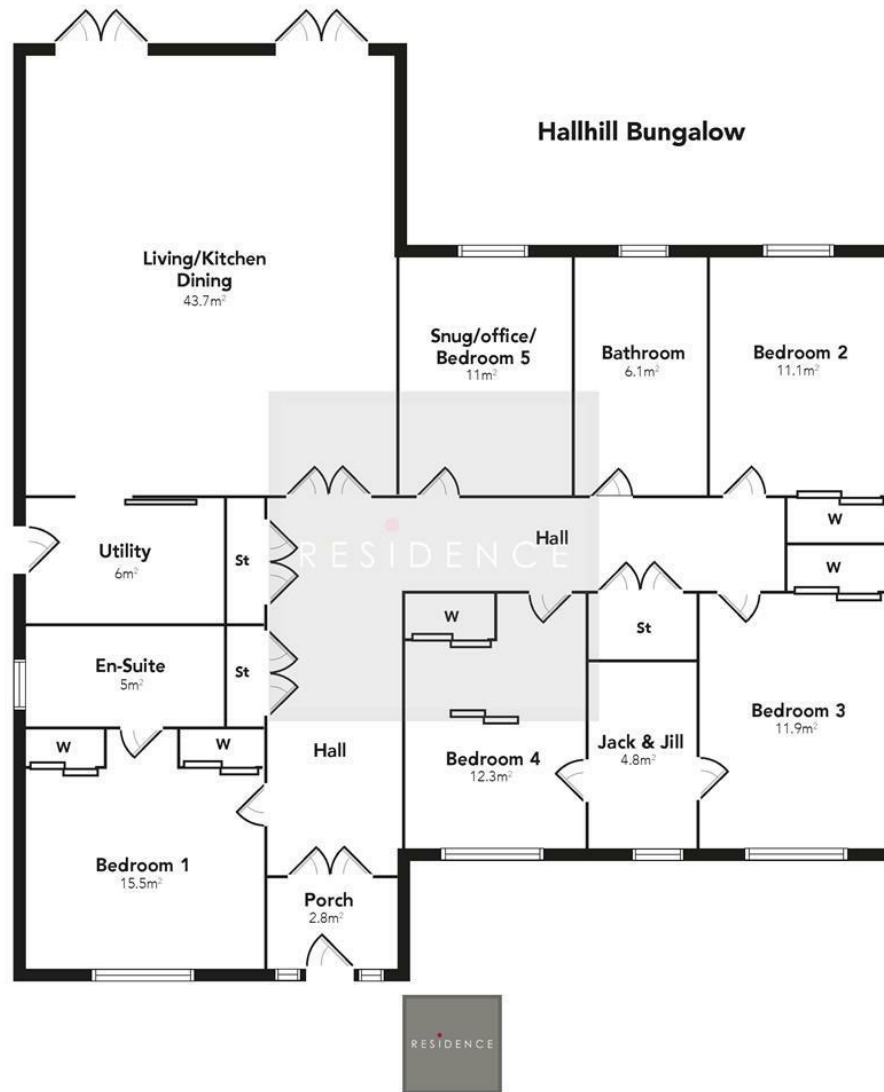 Hallhill Bungalow
Living/Kitchen
Dining
43.7m²
Snug/office/
Bedroom 5
11m²
Bathroom
6.1m²
Bedroom 2
11.1m²
Utility
6m²
St
RESIDENCE
Hall
W
W
En-Suite
5m²
St
W
St
W
W
Hall
Bedroom 4
12.3m²
Jack & Jill
4.8m²
Bedroom 3
11.9m²
Bedroom 1
15.5m²
Porch
2.8m²
RESIDENCE